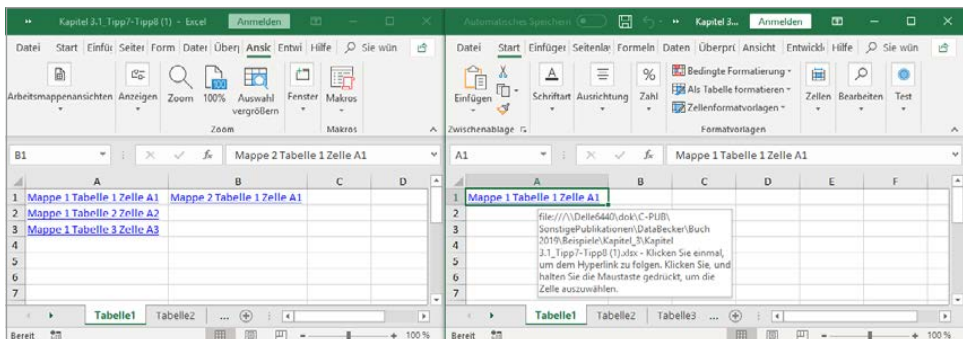 Kapitel 3.1_Tipp7-Tipp8 (1) - Excel
Anmelden
Datei Start Einfüg Seiter Form Dater Überp Ansic Entwi Hilfe Sie wün
Arbeitsmappenansichten Anzeigen Zoom 100% Auswahl vergrößern Fenster Makros
Zoom Makros
B1 fx Mappe 2 Tabelle 1 Zelle A1
A B C D
1 Mappe 1 Tabelle 1 Zelle A1 Mappe 2 Tabelle 1 Zelle A1
2 Mappe 1 Tabelle 2 Zelle A2
3 Mappe 1 Tabelle 3 Zelle A3
4
5
6
7
Tabelle1 Tabelle2 ...
Bereit 100 %
Automatisches Speichern Kapitel 3... Anmelden
Datei Start Einfüger Seitenlay Formeln Daten Überprü Ansicht Entwickl Hilfe Sie wün
Einfügen Schriftart Ausrichtung Zahl
Bedingte Formatierung
Als Tabelle formatieren
Zellenformatvorlagen
Zellen Bearbeiten Test
Zwischenablage Formatvorlagen
A1 fx Mappe 1 Tabelle 1 Zelle A1
A B C D E F
1 Mappe 1 Tabelle 1 Zelle A1
2
3
4
5
6
7
file:///\\Delle6440\dok\C-PUB\
SonstigePublikationen\DataBecker\Buch
2019\Beispiele\Kapitel_3\Kapitel
3.1_Tipp7-Tipp8 (1).xlsx - Klicken Sie einmal,
um dem Hyperlink zu folgen. Klicken Sie, und
halten Sie die Maustaste gedrückt, um die
Zelle auszuwählen.
Tabelle1 Tabelle2 Tabelle3 ...
Bereit 100 %